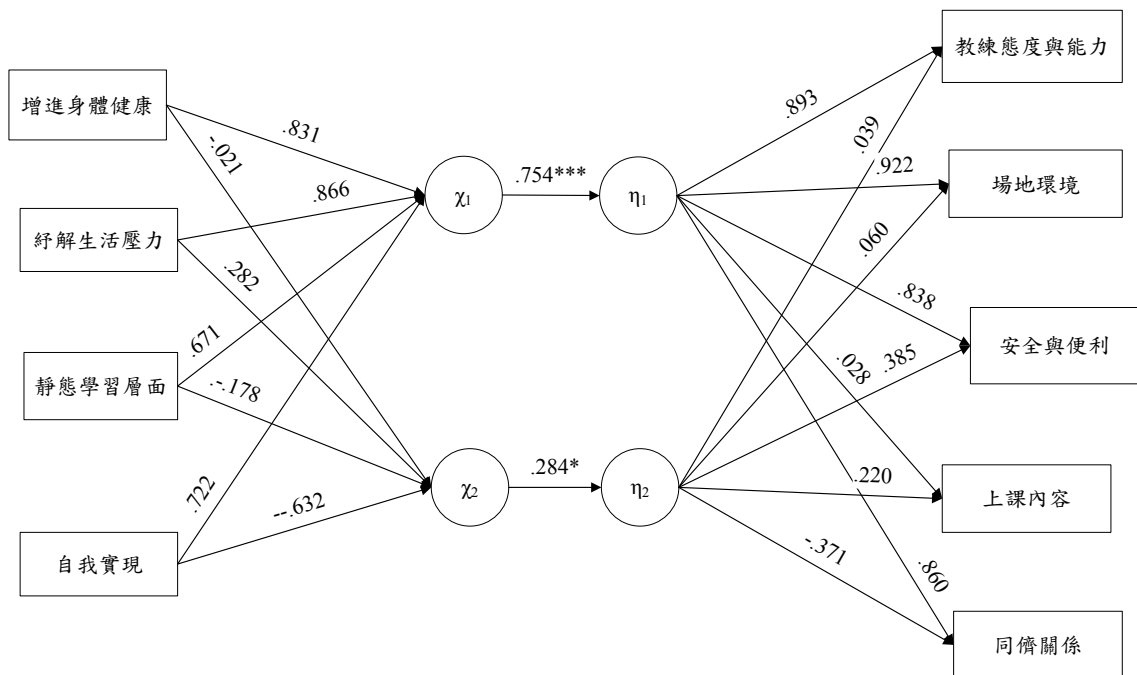 教練態度與能力
增進身體健康
.893
.831
-.021
.039
.922
.866
χ₁
.754***
η₁
場地環境
紓解生活壓力
.282
.060
.838
.671
安全與便利
靜態學習層面
.-.178
.028
.385
.722
--.632
χ₂
.284*
η₂
.220
上課內容
自我實現
-.371
.860
同儕關係